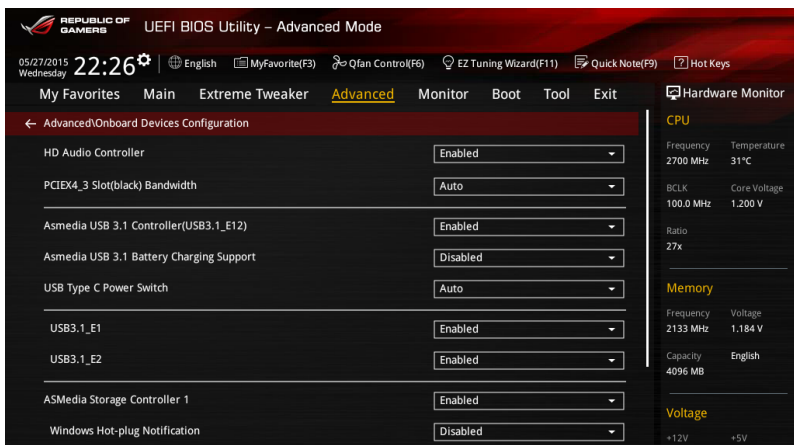 REPUBLIC OF
GAMERS
UEFI BIOS Utility – Advanced Mode
05/27/2015
Wednesday
22:26
English
MyFavorite(F3)
Qfan Control(F6)
EZ Tuning Wizard(F11)
Quick Note(F9)
? Hot Keys
My Favorites Main Extreme Tweaker Advanced Monitor Boot Tool Exit
Hardware Monitor
← Advanced\Onboard Devices Configuration
HD Audio Controller Enabled
PCIEX4_3 Slot(black) Bandwidth Auto
Asmedia USB 3.1 Controller(USB3.1_E12) Enabled
Asmedia USB 3.1 Battery Charging Support Disabled
USB Type C Power Switch Auto
USB3.1_E1 Enabled
USB3.1_E2 Enabled
ASMedia Storage Controller 1 Enabled
Windows Hot-plug Notification Disabled
CPU
Frequency Temperature
2700 MHz 31°C
BCLK Core Voltage
100.0 MHz 1.200 V
Ratio
27x
Memory
Frequency Voltage
2133 MHz 1.184 V
Capacity English
4096 MB
Voltage
+12V +5V